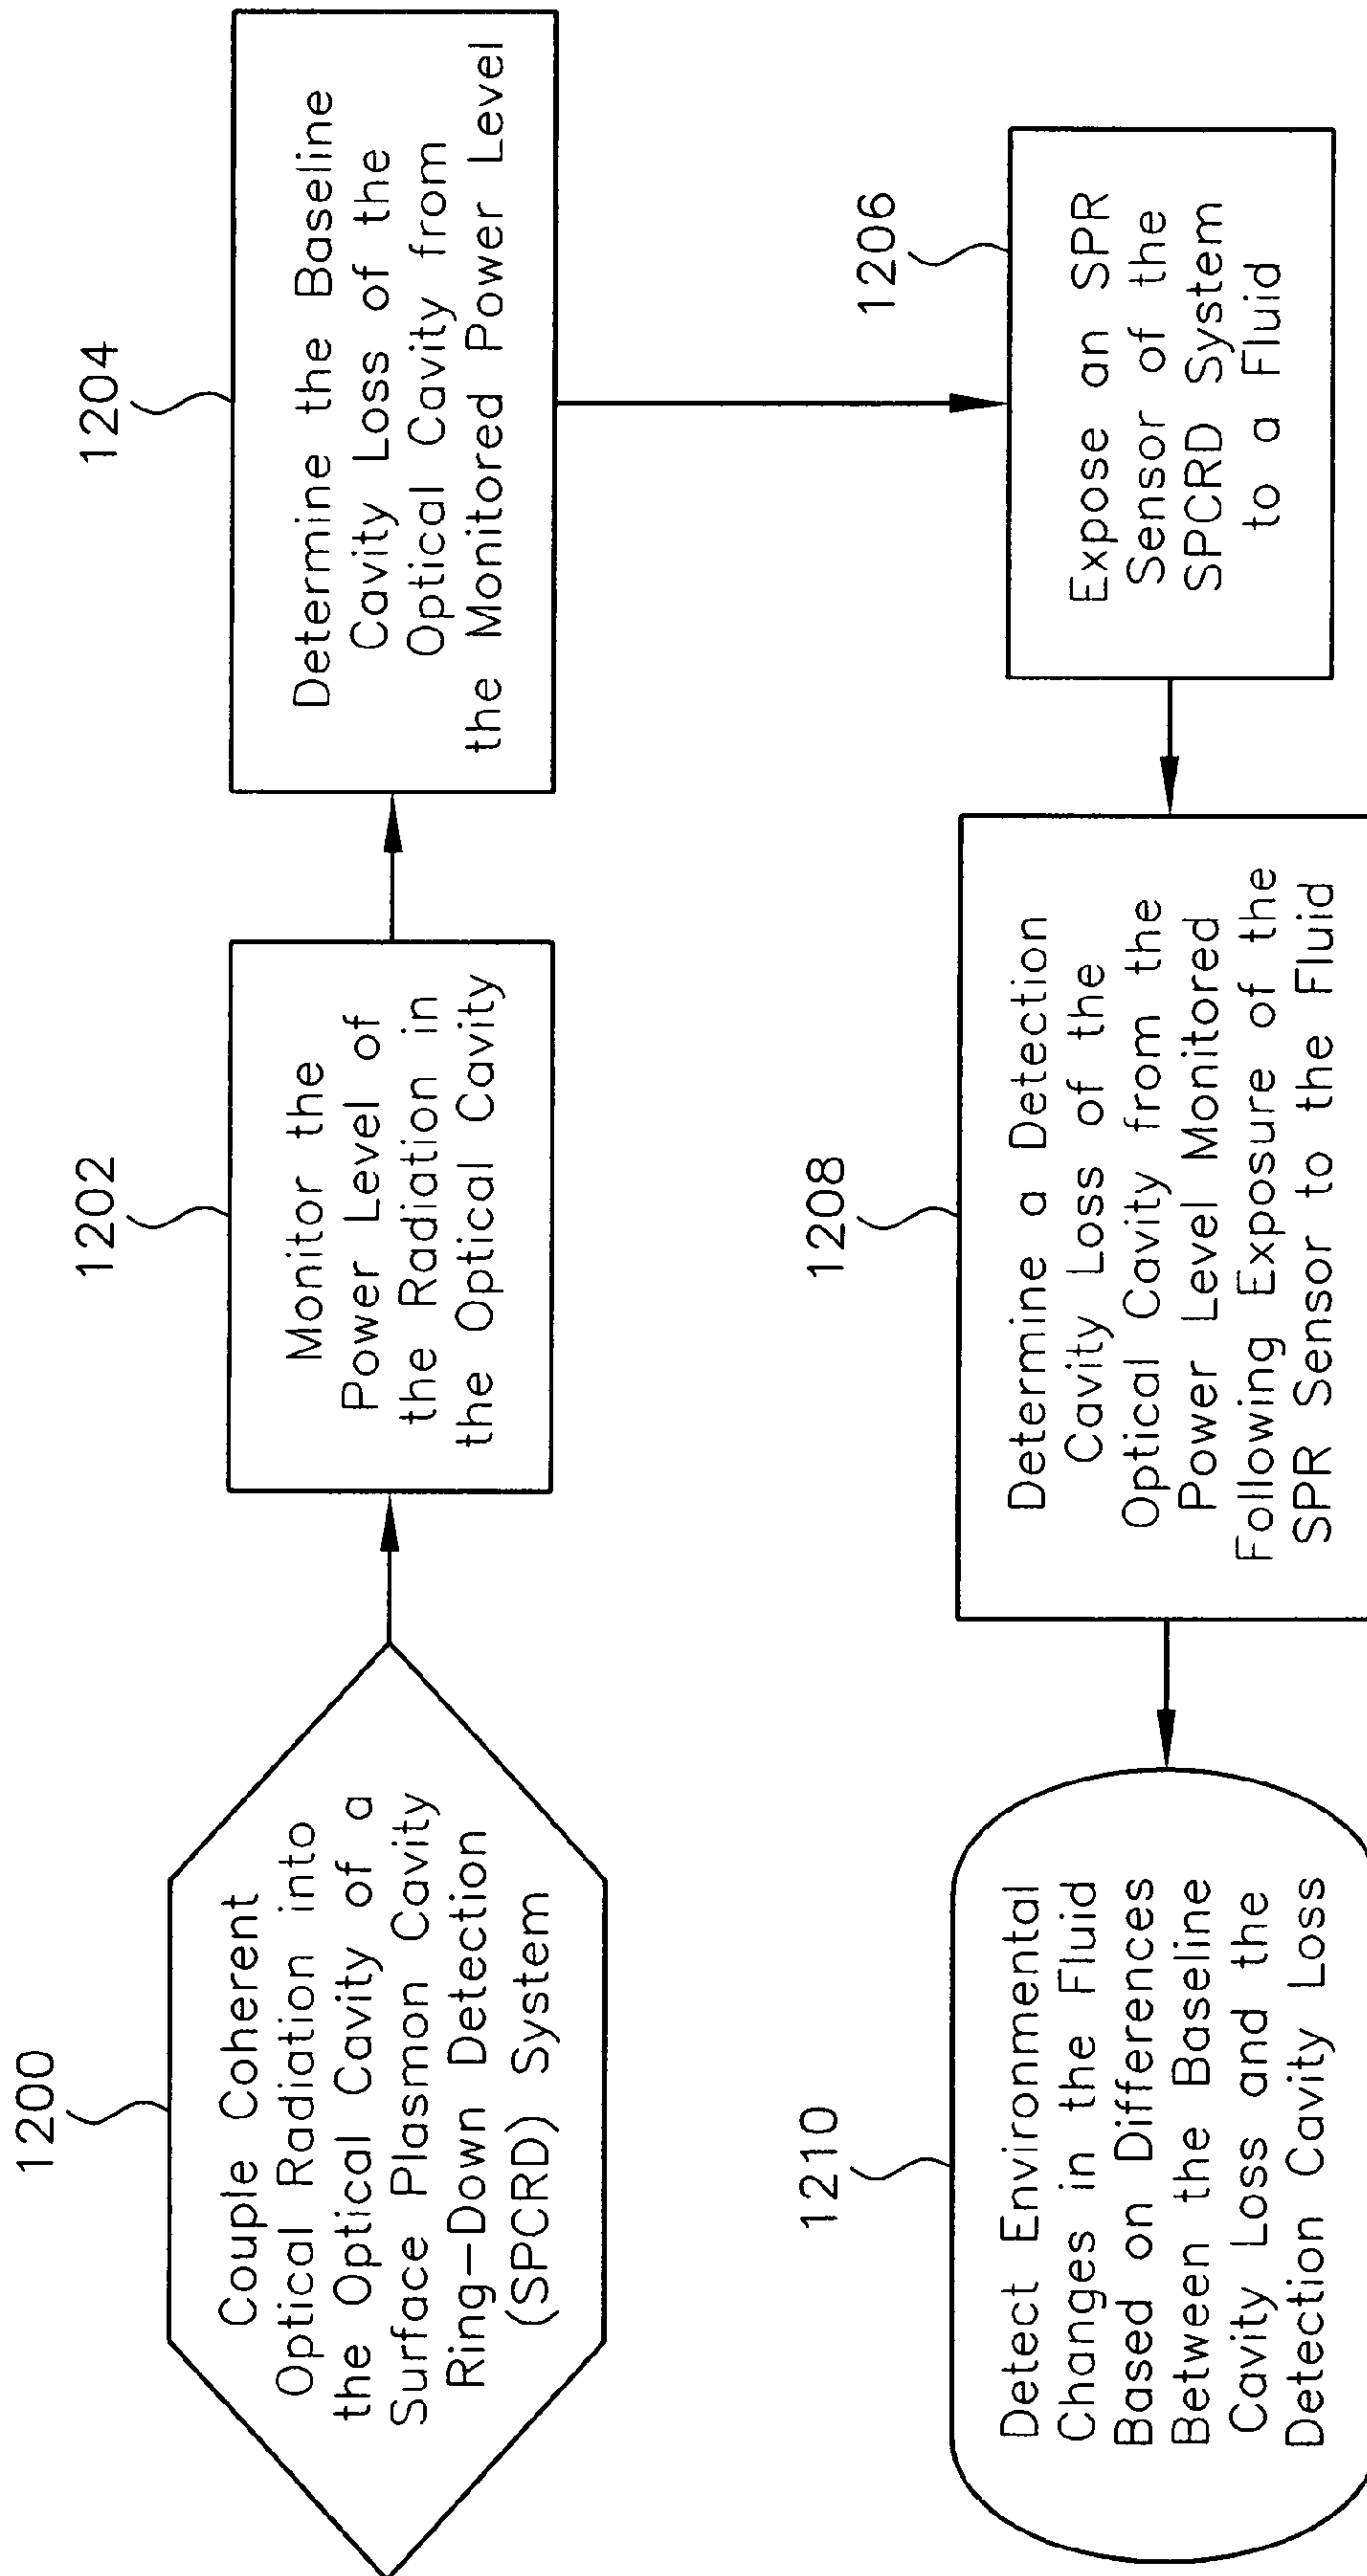 1200
Couple Coherent
Optical Radiation into
the Optical Cavity of a
Surface Plasmon Cavity
Ring-Down Detection
(SPCRD) System
1202
Monitor the
Power Level of
the Radiation in
the Optical Cavity
1204
Determine the Baseline
Cavity Loss of the
Optical Cavity from
the Monitored Power Level
1206
Expose an SPR
Sensor of the
SPCRD System
to a Fluid
1208
Determine a Detection
Cavity Loss of the
Optical Cavity from the
Power Level Monitored
Following Exposure of the
SPR Sensor to the Fluid
1210
Detect Environmental
Changes in the Fluid
Based on Differences
Between the Baseline
Cavity Loss and the
Detection Cavity Loss